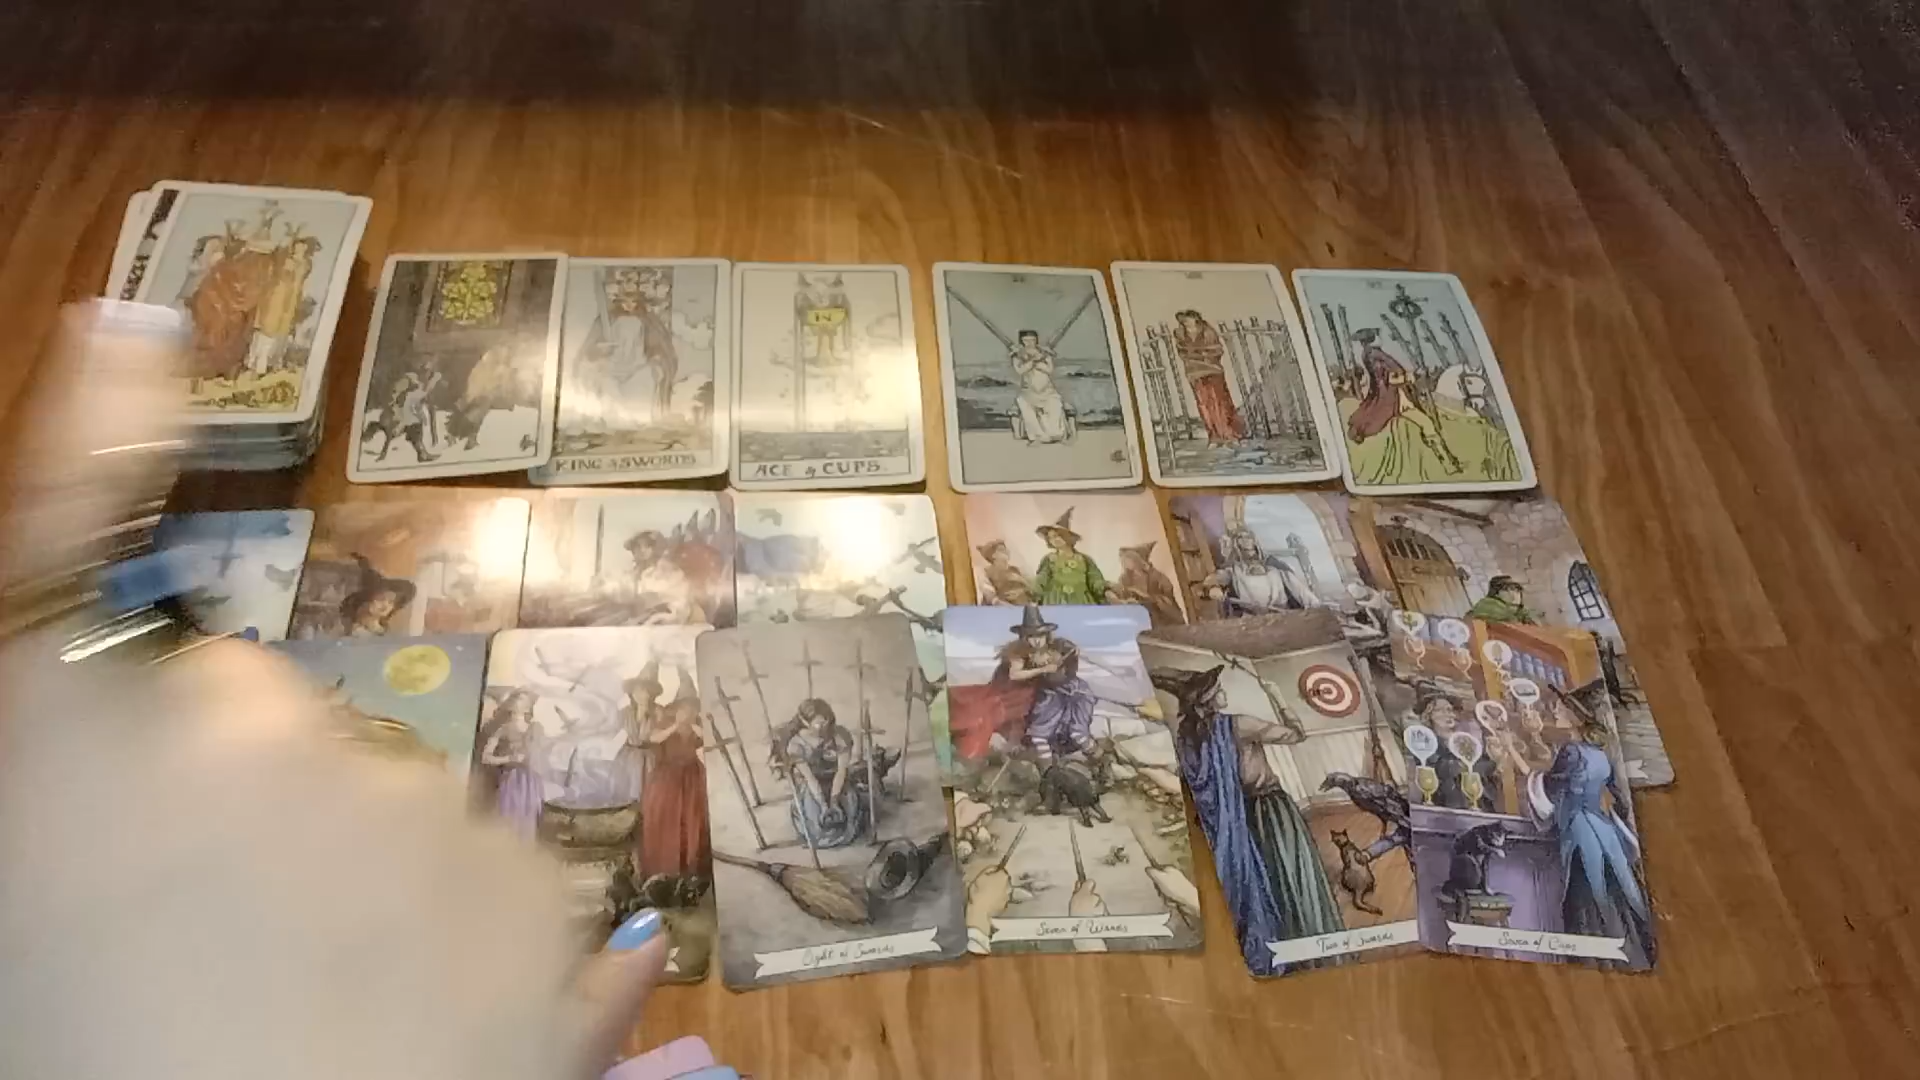 KING of SWORDS.
ACE of CUPS.
Seven of Wands
Eight of Swords
Two of Swords
Seven of Cups